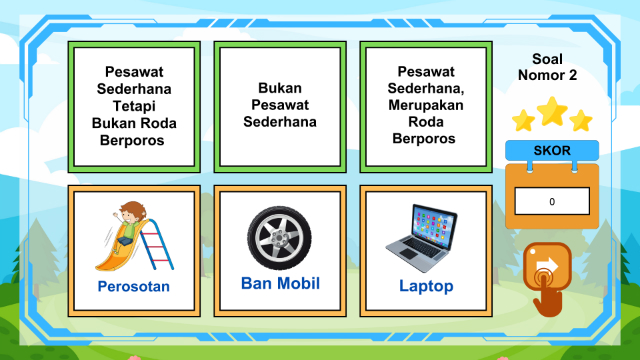 Pesawat
Sederhana
Tetapi
Bukan Roda
Berporos
Bukan
Pesawat
Sederhana
Pesawat
Sederhana,
Merupakan
Roda
Berporos
Soal
Nomor 2
SKOR
0
Perosotan
Ban Mobil
Laptop